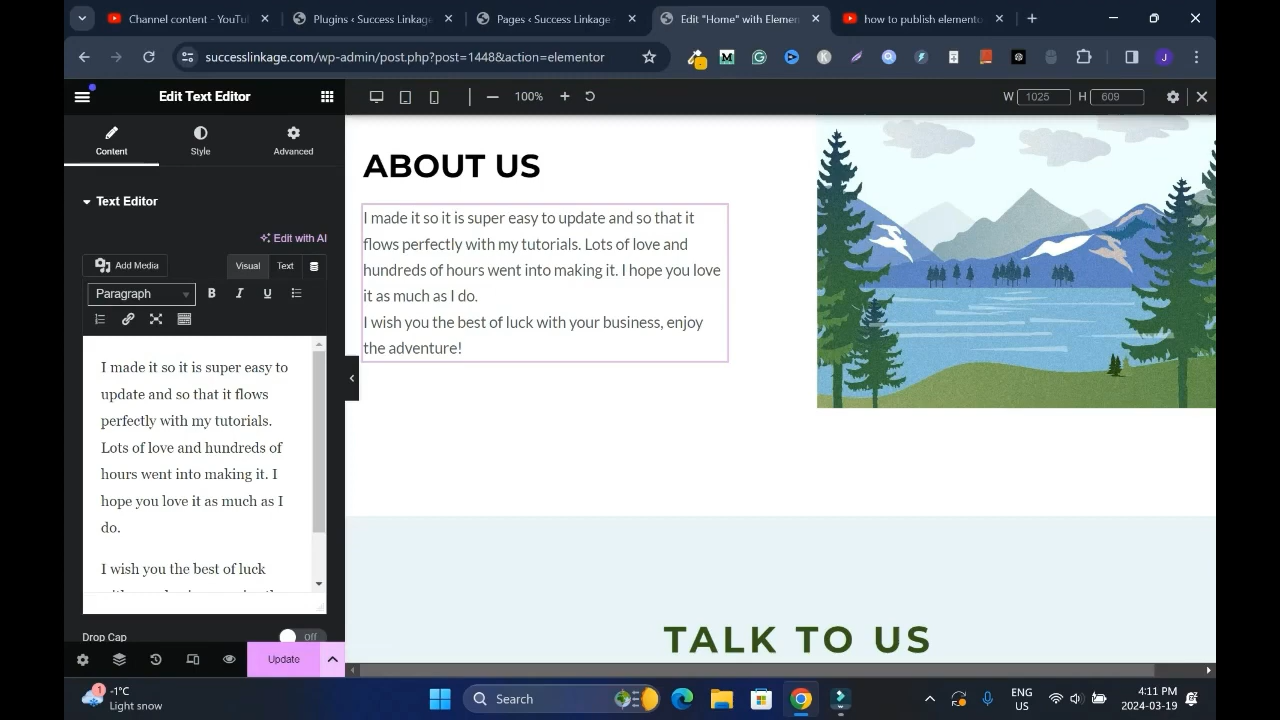 Channel content - YouTu
Plugins ‹ Success Linkage
Pages ‹ Success Linkage
Edit "Home" with Elemen
how to publish elemento
successlinkage.com/wp-admin/post.php?post=1448&action=elementor
J
Edit Text Editor
100%
W 1025 H 609
Content
Style
Advanced
Text Editor
Edit with AI
Add Media
Visual
Text
Paragraph
B
I
U
I made it so it is super easy to
update and so that it flows
perfectly with my tutorials.
Lots of love and hundreds of
hours went into making it. I
hope you love it as much as I
do.
I wish you the best of luck
Drop Cap
Off
Update
ABOUT US
I made it so it is super easy to update and so that it
flows perfectly with my tutorials. Lots of love and
hundreds of hours went into making it. I hope you love
it as much as I do.
I wish you the best of luck with your business, enjoy
the adventure!
TALK TO US
1
-1°C
Light snow
Search
ENG
US
4:11 PM
2024-03-19